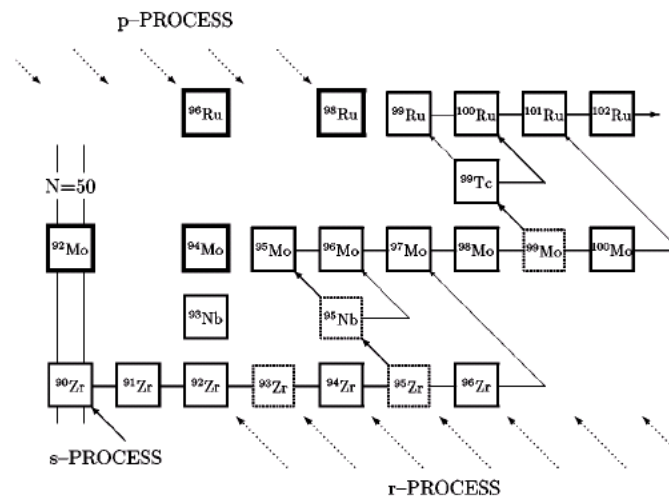 p–PROCESS
⁹⁶Ru ⁹⁸Ru ⁹⁹Ru ¹⁰⁰Ru ¹⁰¹Ru ¹⁰²Ru
⁹⁹Tc
N=50
⁹²Mo ⁹⁴Mo ⁹⁵Mo ⁹⁶Mo ⁹⁷Mo ⁹⁸Mo ⁹⁹Mo ¹⁰⁰Mo
⁹³Nb ⁹⁵Nb
⁹⁰Zr ⁹¹Zr ⁹²Zr ⁹³Zr ⁹⁴Zr ⁹⁵Zr ⁹⁶Zr
s–PROCESS
r–PROCESS